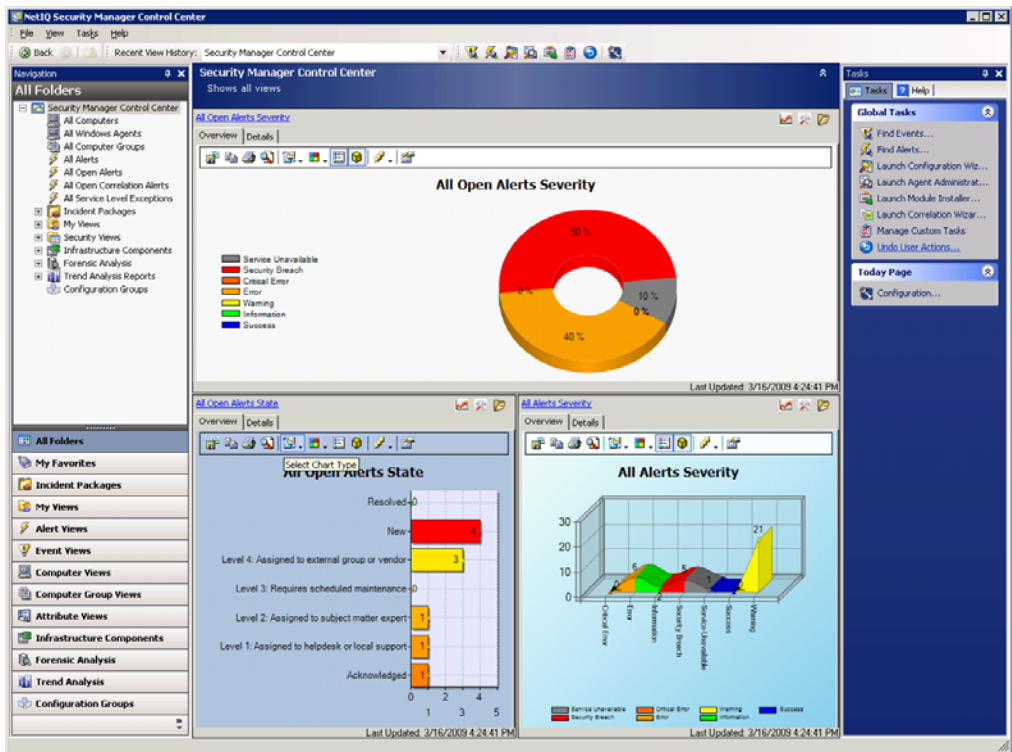 NetIQ Security Manager Control Center
File View Tasks Help
Back Recent View History: Security Manager Control Center
Navigation
All Folders
Security Manager Control Center
All Computers
All Windows Agents
All Computer Groups
All Alerts
All Open Alerts
All Open Correlation Alerts
All Service Level Exceptions
Incident Packages
My Views
Security Views
Infrastructure Components
Forensic Analysis
Trend Analysis Reports
Configuration Groups
All Folders
My Favorites
Incident Packages
My Views
Alert Views
Event Views
Computer Views
Computer Group Views
Attribute Views
Infrastructure Components
Forensic Analysis
Trend Analysis
Configuration Groups
Security Manager Control Center
Shows all views
All Open Alerts Severity
Overview Details
All Open Alerts Severity
Service Unavailable
Security Breach
Critical Error
Error
Warning
Information
Success
50 %
0 %
10 %
0 %
40 %
Last Updated: 3/16/2009 4:24:41 PM
All Open Alerts State
Overview Details
Select Chart Type
All Open Alerts State
Resolved 0
New 4
Level 4: Assigned to external group or vendor 3
Level 3: Requires scheduled maintenance 0
Level 2: Assigned to subject matter expert 1
Level 1: Assigned to helpdesk or local support 1
Acknowledged 1
0 2 4
1 3 5
Last Updated: 3/16/2009 4:24:41 PM
All Alerts Severity
Overview Details
All Alerts Severity
30
20
10
0
0
6
2
5
1
21
Critical Error
Error
Information
Security Breach
Service Unavailable
Success
Warning
Service Unavailable Critical Error Warning Success
Security Breach Error Information
Last Updated: 3/16/2009 4:24:41 PM
Tasks
Tasks Help
Global Tasks
Find Events...
Find Alerts...
Launch Configuration Wiz...
Launch Agent Administrat...
Launch Module Installer...
Launch Correlation Wizar...
Manage Custom Tasks
Undo User Actions...
Today Page
Configuration...